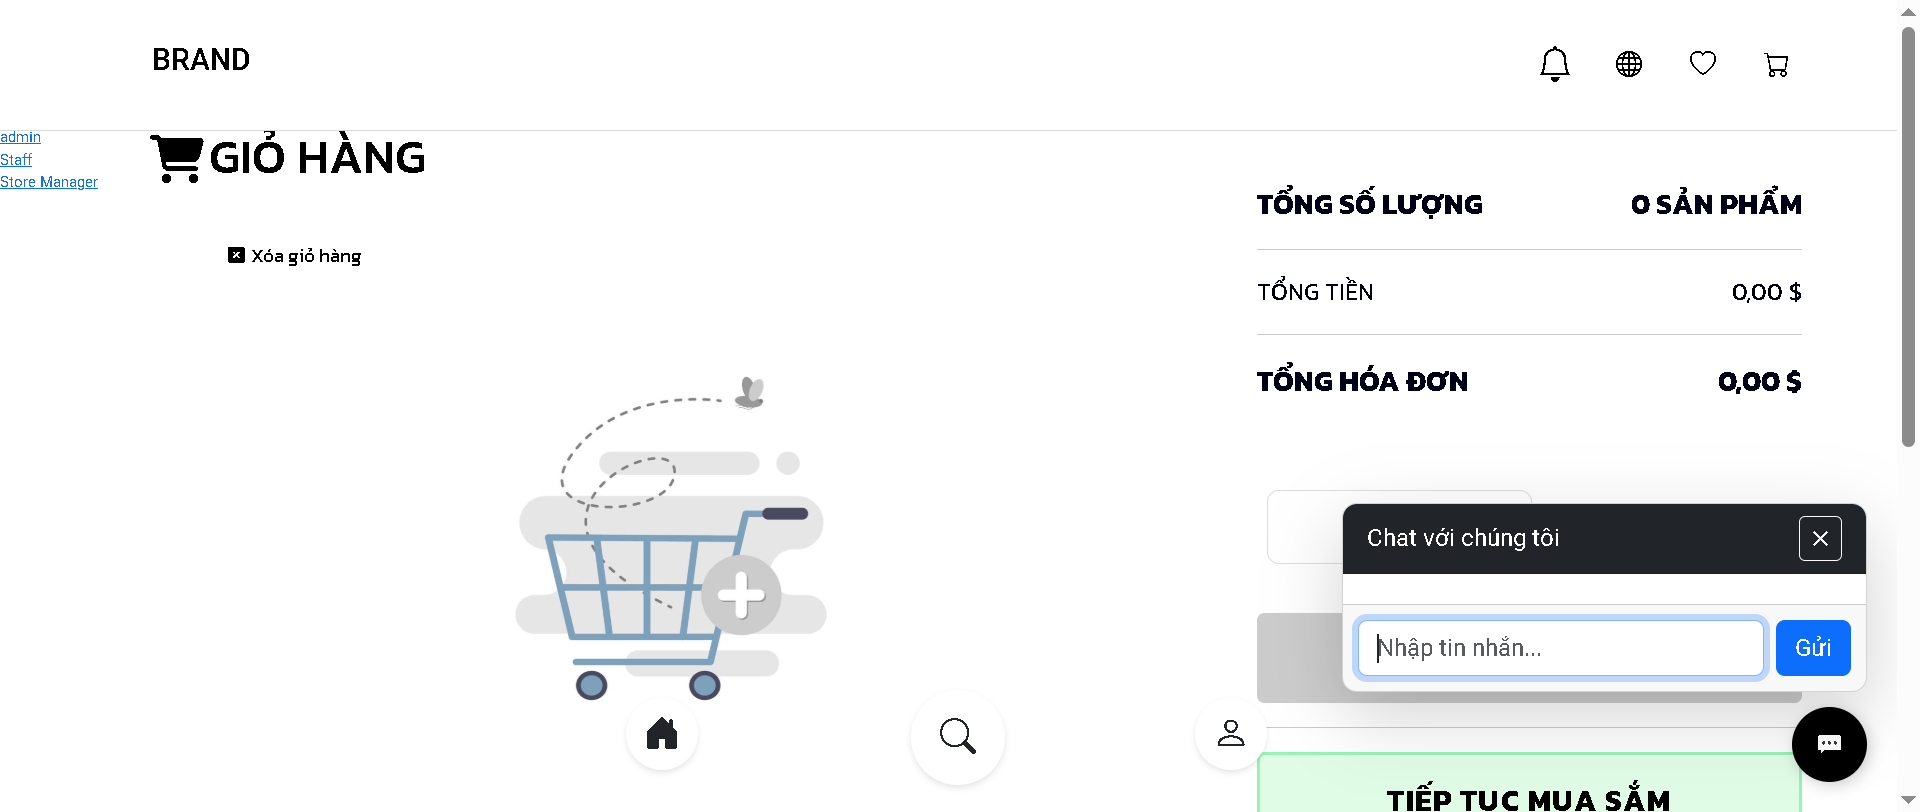 BRAND
admin
Staff
Store Manager
GIỎ HÀNG
Xóa giỏ hàng
TỔNG SỐ LƯỢNG 0 SẢN PHẨM
TỔNG TIỀN 0,00 $
TỔNG HÓA ĐƠN 0,00 $
Chat với chúng tôi
Nhập tin nhắn...
Gửi
TIẾP TỤC MUA SẮM